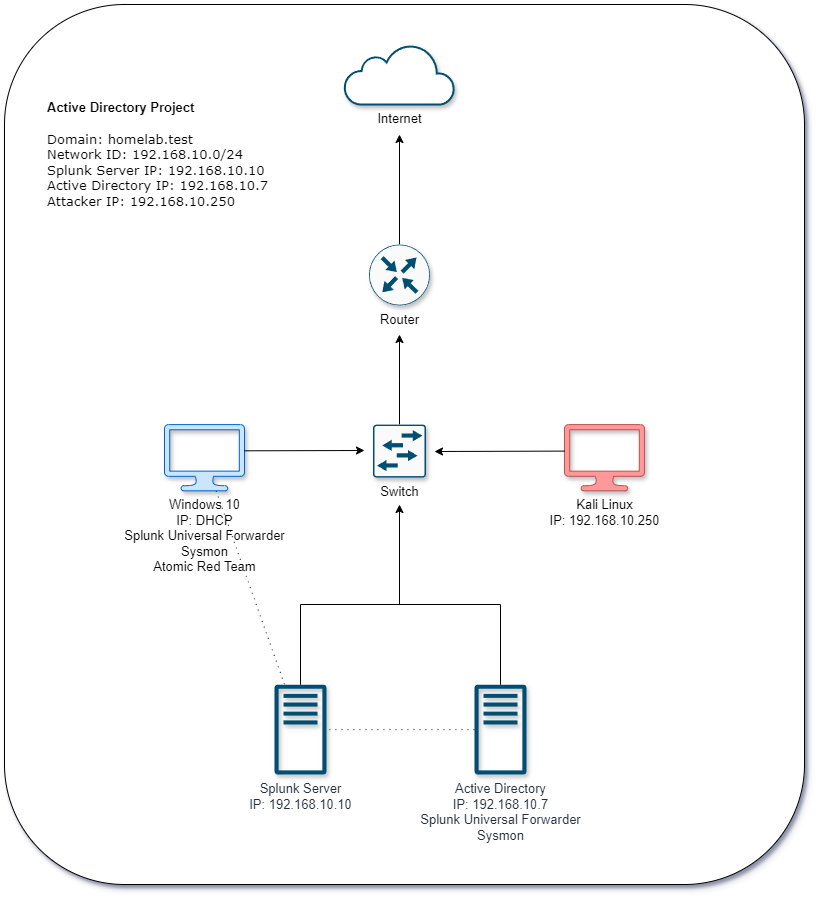 Internet
Active Directory Project
Domain: homelab.test
Network ID: 192.168.10.0/24
Splunk Server IP: 192.168.10.10
Active Directory IP: 192.168.10.7
Attacker IP: 192.168.10.250
Router
Switch
Windows 10
IP: DHCP
Splunk Universal Forwarder
Sysmon
Atomic Red Team
Kali Linux
IP: 192.168.10.250
Splunk Server
IP: 192.168.10.10
Active Directory
IP: 192.168.10.7
Splunk Universal Forwarder
Sysmon